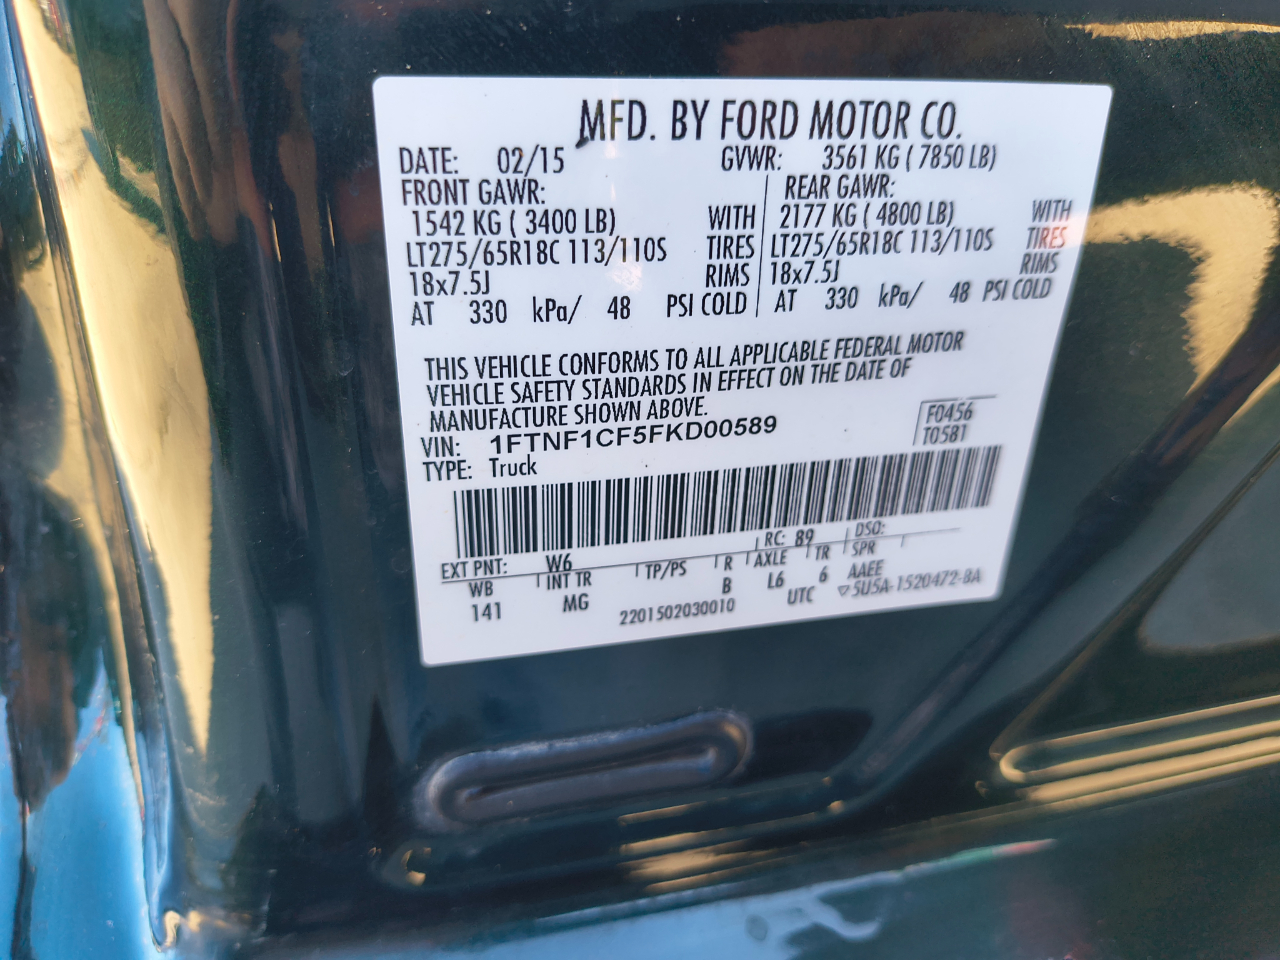 MFD. BY FORD MOTOR CO.
DATE: 02/15 GVWR: 3561 KG ( 7850 LB)
FRONT GAWR: REAR GAWR:
1542 KG ( 3400 LB) WITH 2177 KG ( 4800 LB) WITH
LT275/65R18C 113/110S TIRES LT275/65R18C 113/110S TIRES
18x7.5J RIMS 18x7.5J RIMS
AT 330 kPa/ 48 PSI COLD AT 330 kPa/ 48 PSI COLD
THIS VEHICLE CONFORMS TO ALL APPLICABLE FEDERAL MOTOR
VEHICLE SAFETY STANDARDS IN EFFECT ON THE DATE OF
MANUFACTURE SHOWN ABOVE.
VIN: 1FTNF1CF5FKD00589 F0456
TYPE: Truck T0581
EXT PNT: W6 RC: 89 DSO:
WB INT TR TP/PS R AXLE TR SPR
141 MG B L6 6 AAEE
2201502030010 UTC ▽5U5A-1520472-BA